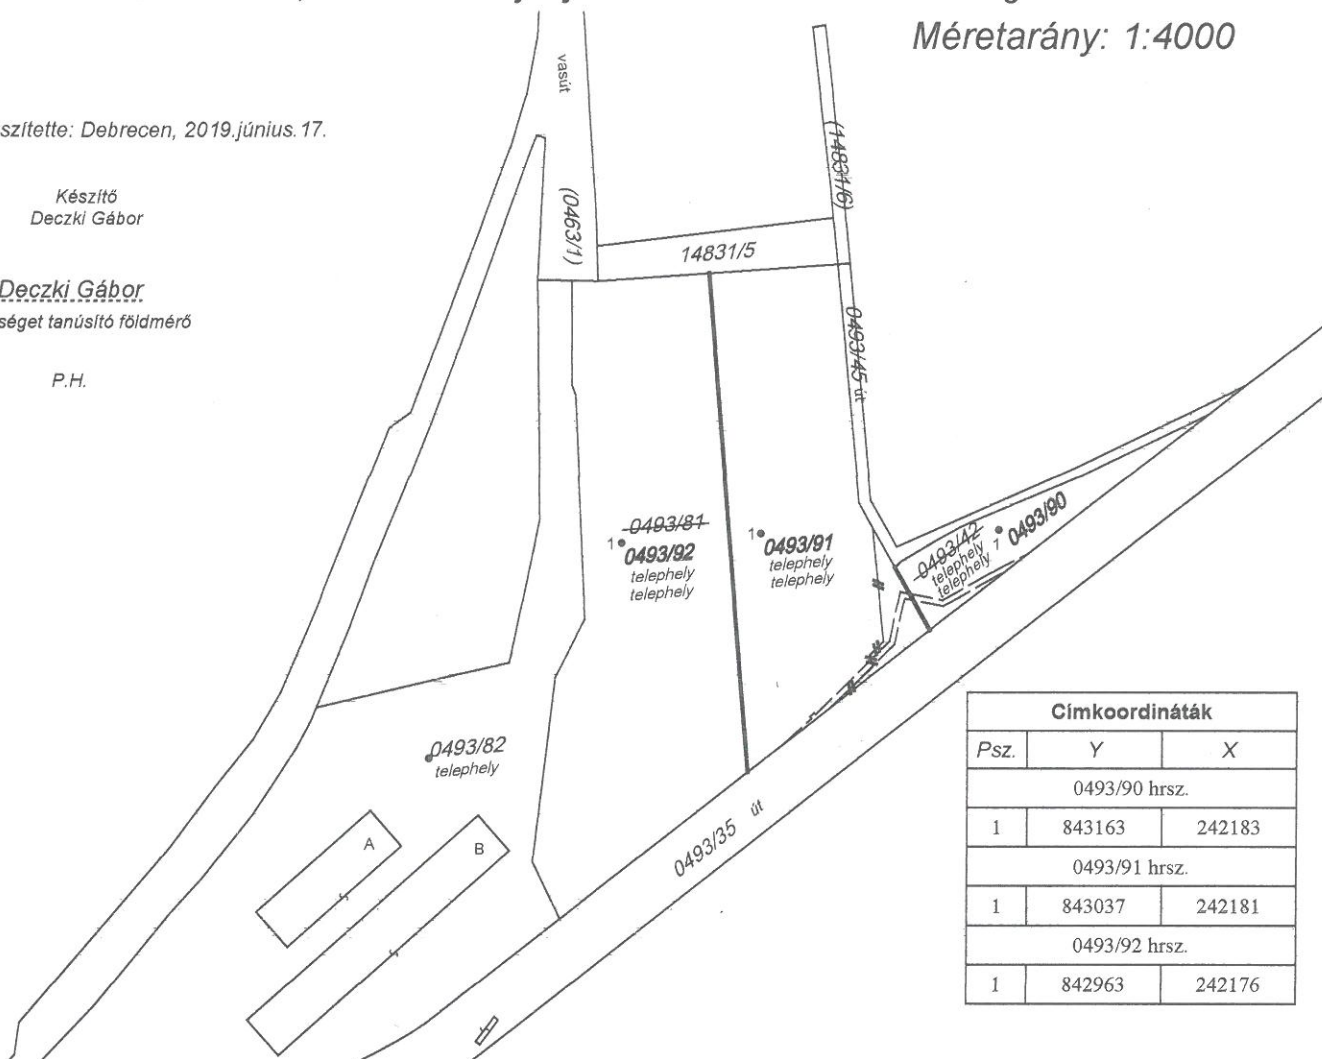 Méretarány: 1:4000
szítette: Debrecen, 2019.június.17.
Készítő
Deczki Gábor
Deczki Gábor
séget tanúsító földmérő
P.H.
vasút
(0463/1)
(14831/6)
14831/5
0493/45 út
0493/81
1
0493/92
telephely
telephely
1
0493/91
telephely
telephely
0493/42
telephely
telephely
1
0493/90
0493/82
telephely
A
B
0493/35 út
Címkoordináták
Psz. Y X
0493/90 hrsz.
1 843163 242183
0493/91 hrsz.
1 843037 242181
0493/92 hrsz.
1 842963 242176